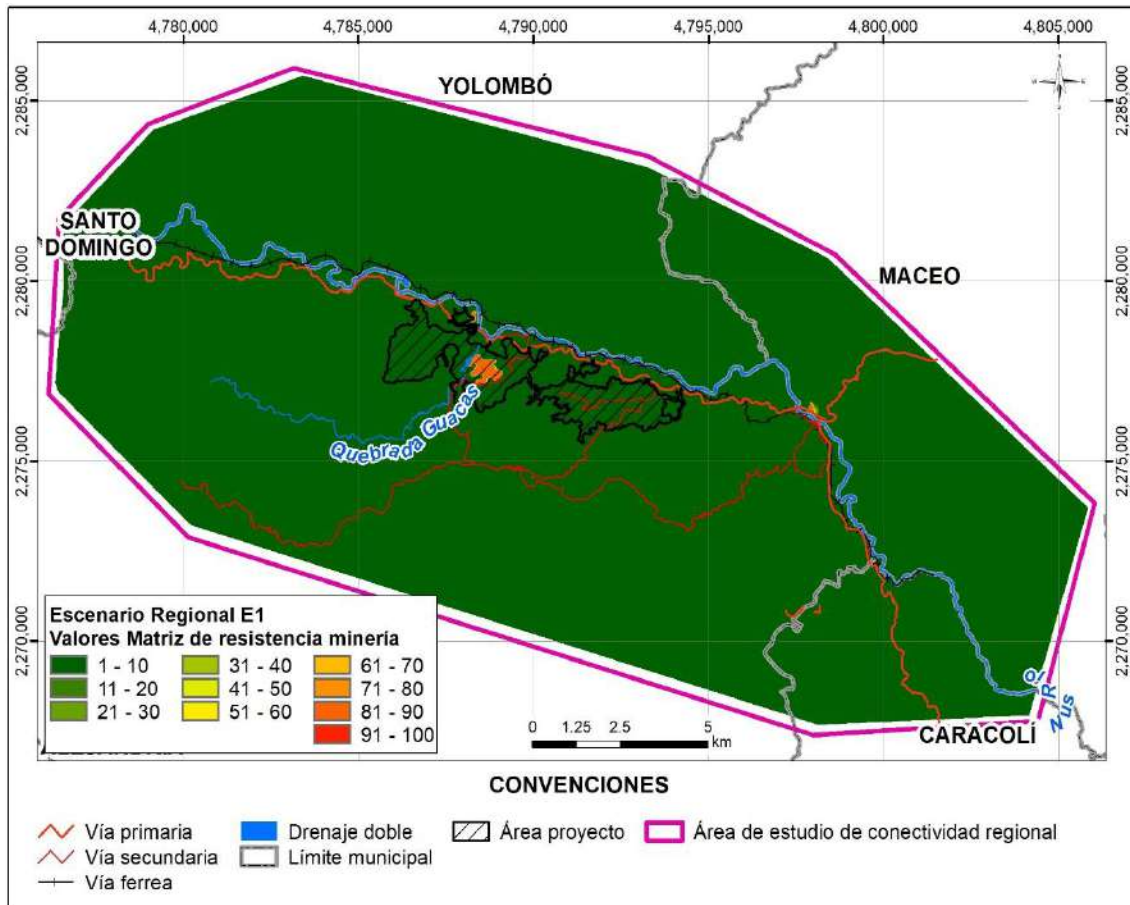 4,780,000 4,785,000 4,790,000 4,795,000 4,800,000 4,805,000
2,285,000 2,285,000
YOLOMBÓ
SANTO
DOMINGO
2,280,000 2,280,000
MACEO
Quebrada Guacas
2,275,000 2,275,000
2,270,000 2,270,000
Escenario Regional E1
Valores Matriz de resistencia minería
1 - 10 31 - 40 61 - 70
11 - 20 41 - 50 71 - 80
21 - 30 51 - 60 81 - 90
91 - 100
0 1.25 2.5 5
km
CARACOLÍ
CONVENCIONES
Vía primaria Drenaje doble Área proyecto Área de estudio de conectividad regional
Vía secundaria Límite municipal
Vía ferrea